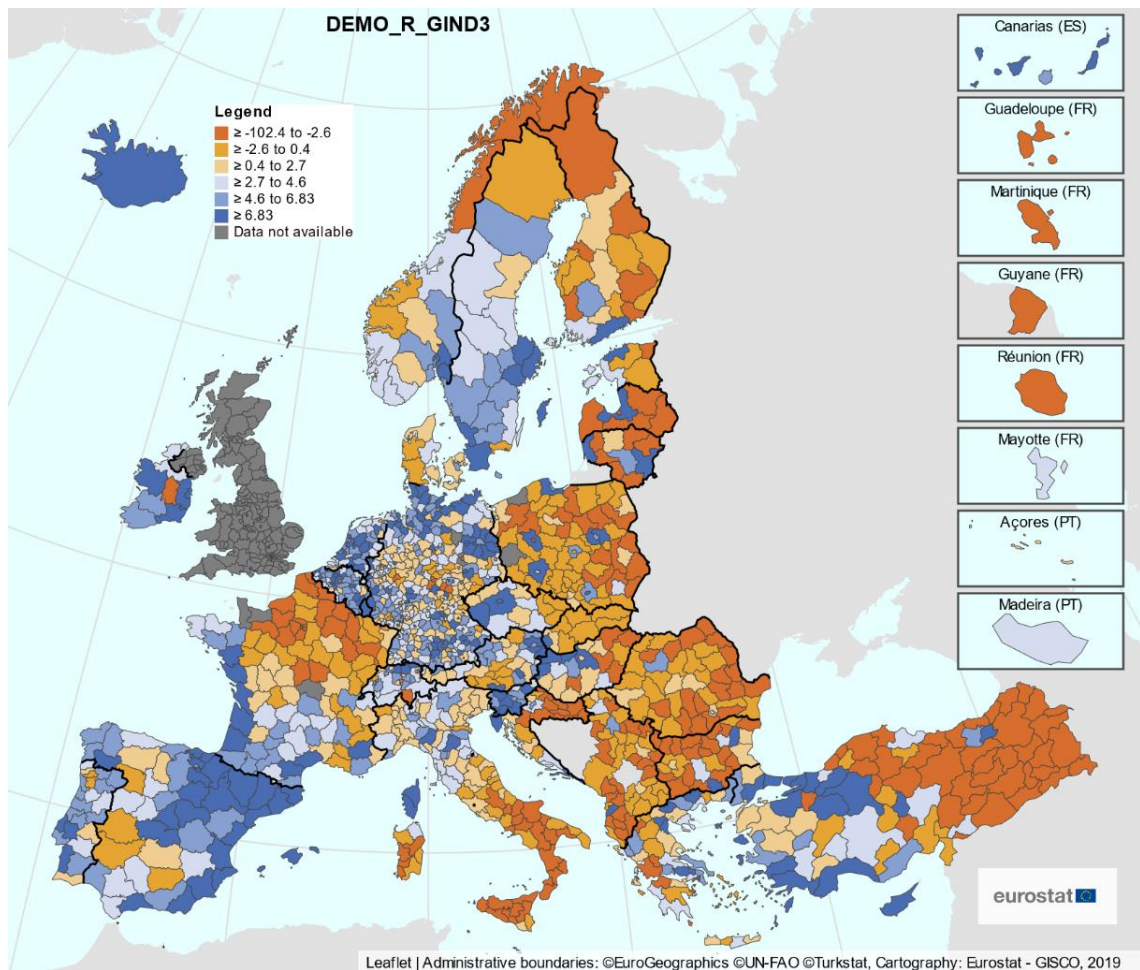 DEMO_R_GIND3
Legend
≥ -102.4 to -2.6
≥ -2.6 to 0.4
≥ 0.4 to 2.7
≥ 2.7 to 4.6
≥ 4.6 to 6.83
≥ 6.83
Data not available
Canarias (ES)
Guadeloupe (FR)
Martinique (FR)
Guyane (FR)
Réunion (FR)
Mayotte (FR)
Açores (PT)
Madeira (PT)
eurostat
Leaflet | Administrative boundaries: ©EuroGeographics ©UN-FAO ©Turkstat, Cartography: Eurostat - GISCO, 2019